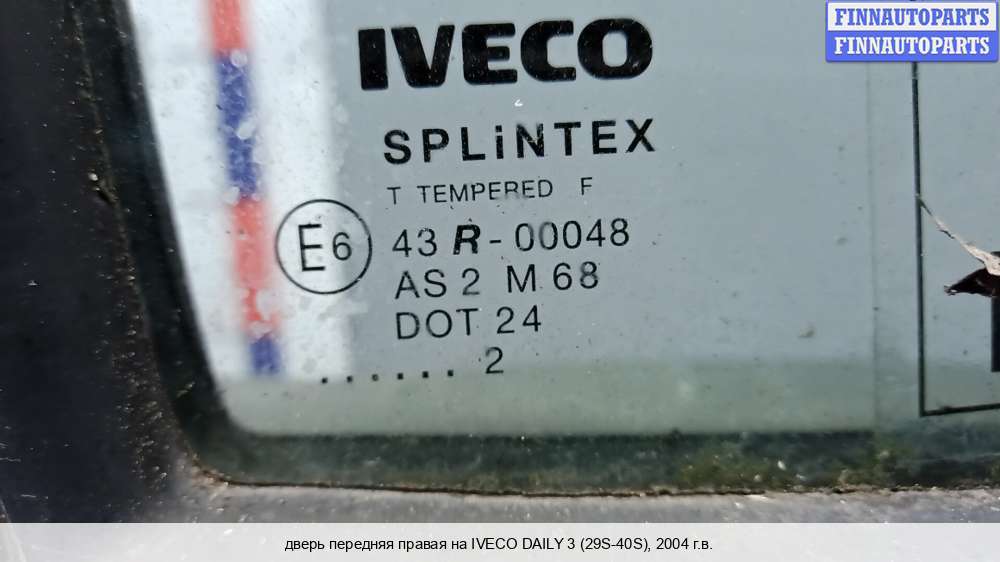 FINNAUTOPARTS
FINNAUTOPARTS
IVECO
SPLiNTEX
T TEMPERED F
E6 43 R-00048
AS 2 M 68
DOT 24
...... 2
дверь передняя правая на IVECO DAILY 3 (29S-40S), 2004 г.в.